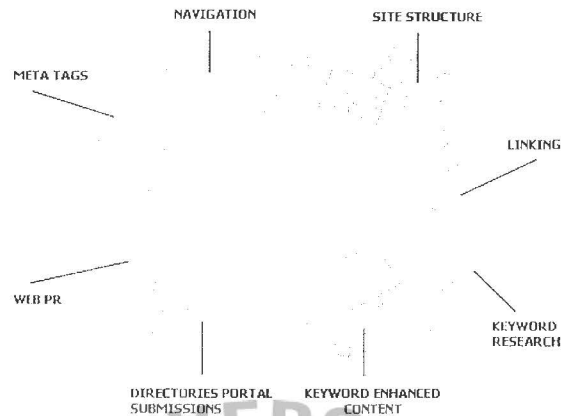 NAVIGATION
SITE STRUCTURE
META TAGS
LINKING
WEB PR
KEYWORD
RESEARCH
DIRECTORIES PORTAL
SUBMISSIONS
KEYWORD ENHANCED
CONTENT